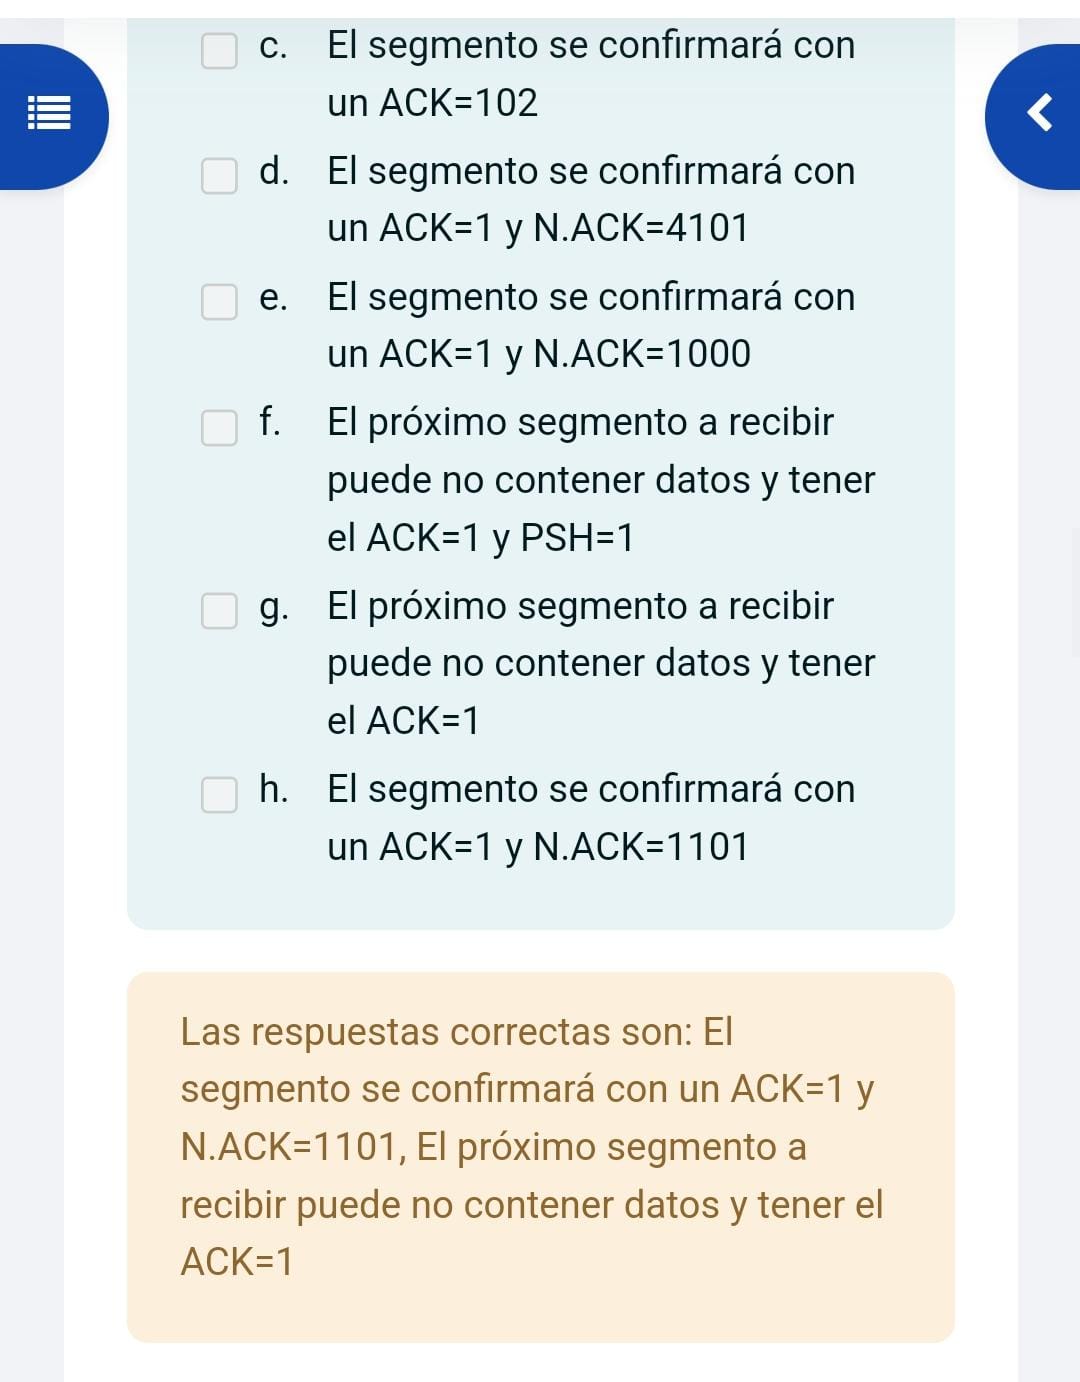 c. El segmento se confirmará con
un ACK=102
d. El segmento se confirmará con
un ACK=1 y N.ACK=4101
e. El segmento se confirmará con
un ACK=1 y N.ACK=1000
f. El próximo segmento a recibir
puede no contener datos y tener
el ACK=1 y PSH=1
g. El próximo segmento a recibir
puede no contener datos y tener
el ACK=1
h. El segmento se confirmará con
un ACK=1 y N.ACK=1101
Las respuestas correctas son: El
segmento se confirmará con un ACK=1 y
N.ACK=1101, El próximo segmento a
recibir puede no contener datos y tener el
ACK=1